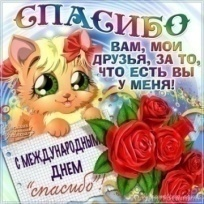 СПАСИБО
ВАМ, МОИ
ДРУЗЬЯ, ЗА ТО,
ЧТО ЕСТЬ ВЫ
У МЕНЯ!
С МЕЖДУНАРОДНЫМ
ДНЕМ
"спасибо"!